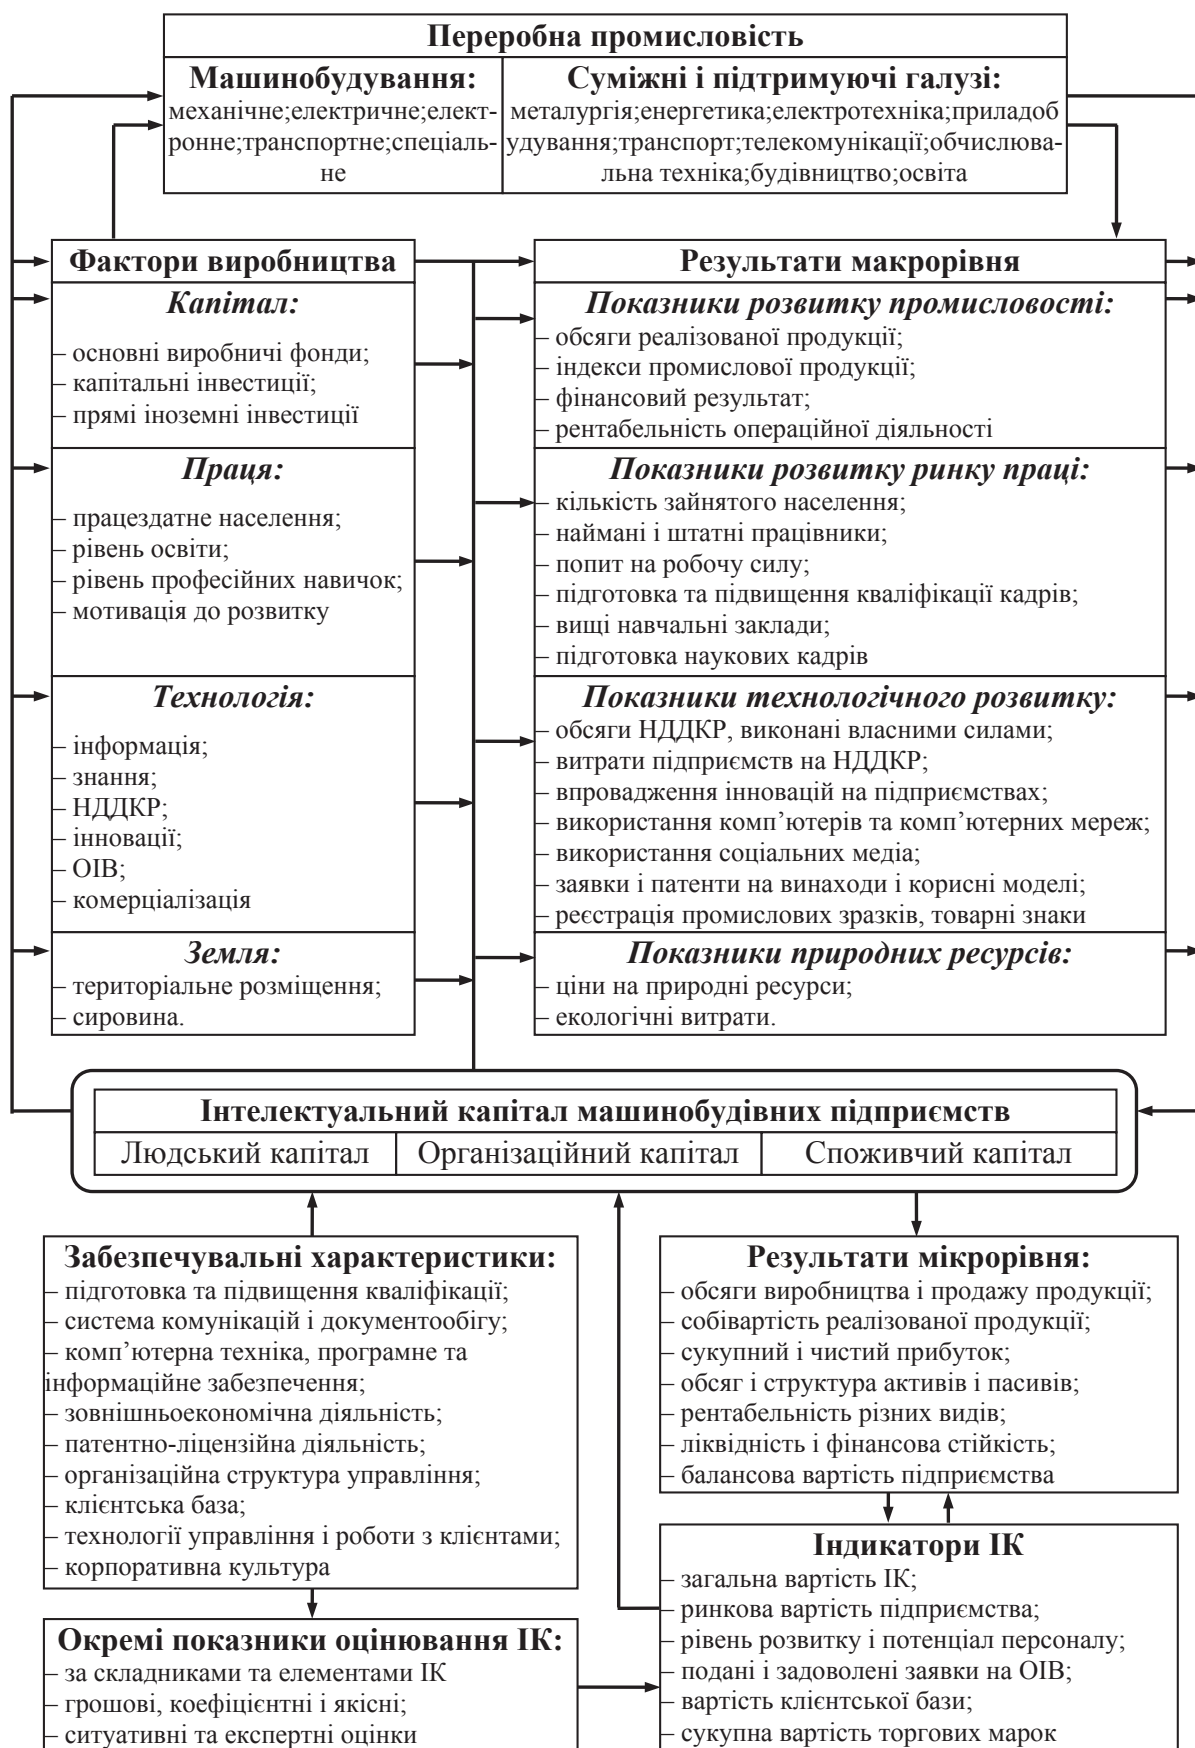 Переробна промисловість
Машинобудування:
механічне;електричне;елект-
ронне;транспортне;спеціаль-
не
Суміжні і підтримуючі галузі:
металургія;енергетика;електротехніка;приладоб
удування;транспорт;телекомунікації;обчислюва-
льна техніка;будівництво;освіта
Фактори виробництва
Капітал:
– основні виробничі фонди;
– капітальні інвестиції;
– прямі іноземні інвестиції
Праця:
– працездатне населення;
– рівень освіти;
– рівень професійних навичок;
– мотивація до розвитку
Технологія:
– інформація;
– знання;
– НДДКР;
– інновації;
– ОІВ;
– комерціалізація
Земля:
– територіальне розміщення;
– сировина.
Результати макрорівня
Показники розвитку промисловості:
– обсяги реалізованої продукції;
– індекси промислової продукції;
– фінансовий результат;
– рентабельність операційної діяльності
Показники розвитку ринку праці:
– кількість зайнятого населення;
– наймані і штатні працівники;
– попит на робочу силу;
– підготовка та підвищення кваліфікації кадрів;
– вищі навчальні заклади;
– підготовка наукових кадрів
Показники технологічного розвитку:
– обсяги НДДКР, виконані власними силами;
– витрати підприємств на НДДКР;
– впровадження інновацій на підприємствах;
– використання комп’ютерів та комп’ютерних мереж;
– використання соціальних медіа;
– заявки і патенти на винаходи і корисні моделі;
– реєстрація промислових зразків, товарні знаки
Показники природних ресурсів:
– ціни на природні ресурси;
– екологічні витрати.
Інтелектуальний капітал машинобудівних підприємств
Людський капітал
Організаційний капітал
Споживчий капітал
Забезпечувальні характеристики:
– підготовка та підвищення кваліфікації;
– система комунікацій і документообігу;
– комп’ютерна техніка, програмне та
інформаційне забезпечення;
– зовнішньоекономічна діяльність;
– патентно-ліцензійна діяльність;
– організаційна структура управління;
– клієнтська база;
– технології управління і роботи з клієнтами;
– корпоративна культура
Результати мікрорівня:
– обсяги виробництва і продажу продукції;
– собівартість реалізованої продукції;
– сукупний і чистий прибуток;
– обсяг і структура активів і пасивів;
– рентабельність різних видів;
– ліквідність і фінансова стійкість;
– балансова вартість підприємства
Окремі показники оцінювання ІК:
– за складниками та елементами ІК
– грошові, коефіцієнтні і якісні;
– ситуативні та експертні оцінки
Індикатори ІК
– загальна вартість ІК;
– ринкова вартість підприємства;
– рівень розвитку і потенціал персоналу;
– подані і задоволені заявки на ОІВ;
– вартість клієнтської бази;
– сукупна вартість торгових марок